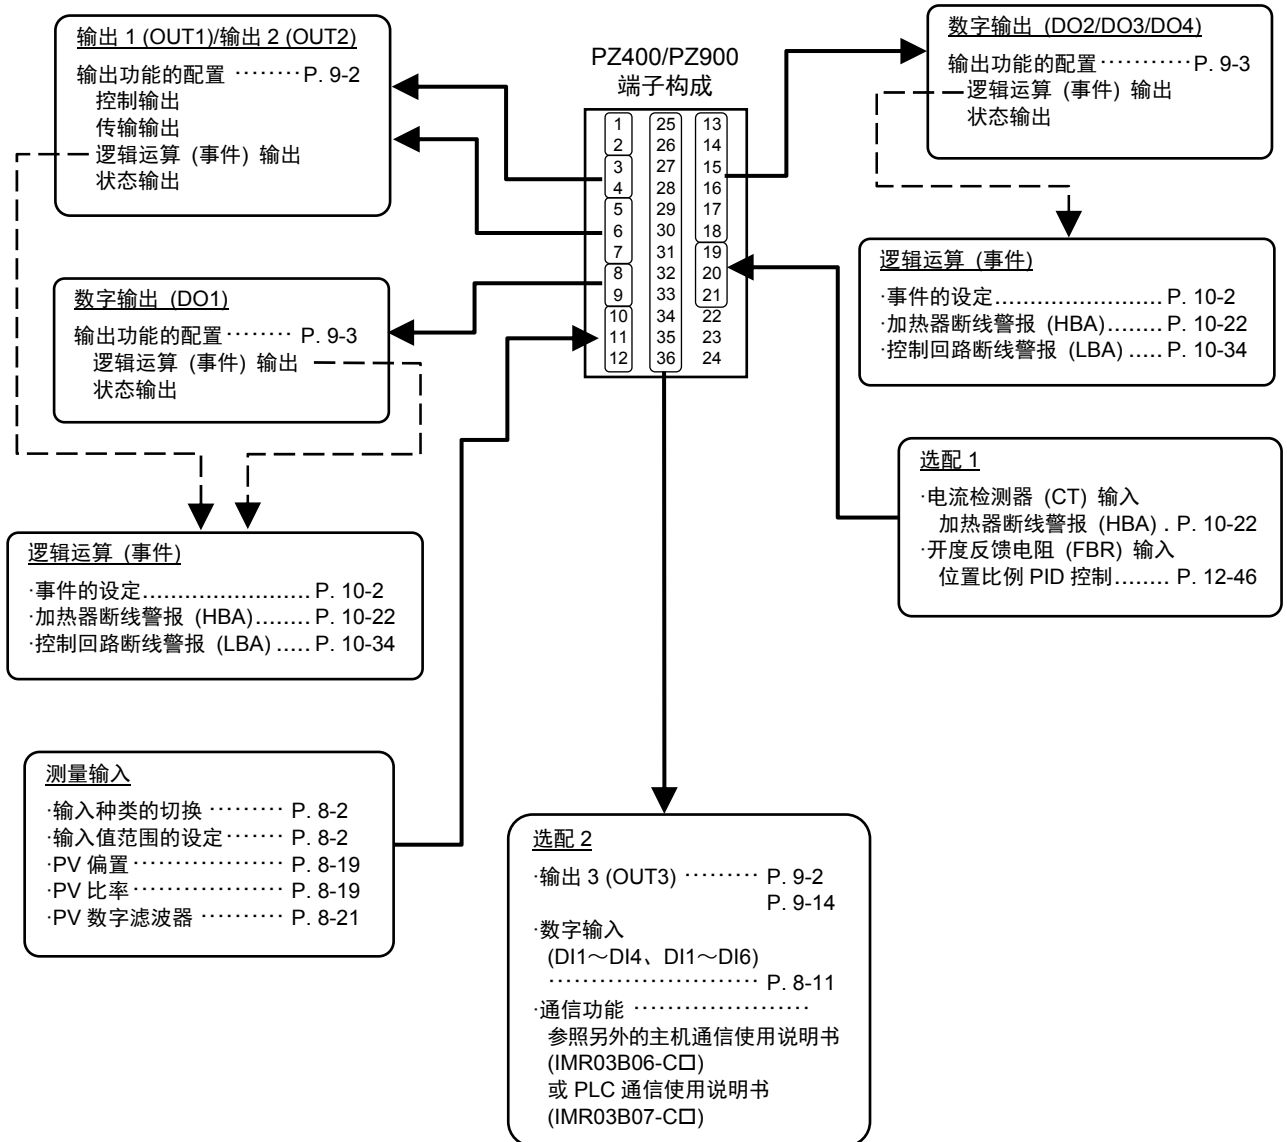 输出 1 (OUT1)/输出 2 (OUT2)
输出功能的配置 ········P. 9-2
控制输出
传输输出
逻辑运算 (事件) 输出
状态输出
PZ400/PZ900
端子构成
1 25 13
2 26 14
3 27 15
4 28 16
5 29 17
6 30 18
7 31 19
8 32 20
9 33 21
10 34 22
11 35 23
12 36 24
数字输出 (DO2/DO3/DO4)
输出功能的配置···········P. 9-3
逻辑运算 (事件) 输出
状态输出
逻辑运算 (事件)
·事件的设定........................ P. 10-2
·加热器断线警报 (HBA)........ P. 10-22
·控制回路断线警报 (LBA) ..... P. 10-34
数字输出 (DO1)
输出功能的配置········ P. 9-3
逻辑运算 (事件) 输出
状态输出
选配 1
·电流检测器 (CT) 输入
加热器断线警报 (HBA) . P. 10-22
·开度反馈电阻 (FBR) 输入
位置比例 PID 控制........ P. 12-46
逻辑运算 (事件)
·事件的设定........................ P. 10-2
·加热器断线警报 (HBA)........ P. 10-22
·控制回路断线警报 (LBA) ..... P. 10-34
测量输入
·输入种类的切换 ········· P. 8-2
·输入值范围的设定······· P. 8-2
·PV 偏置·················· P. 8-19
·PV 比率·················· P. 8-19
·PV 数字滤波器 ·········· P. 8-21
选配 2
·输出 3 (OUT3) ········· P. 9-2
P. 9-14
·数字输入
(DI1～DI4、DI1～DI6)
························· P. 8-11
·通信功能 ·····················
参照另外的主机通信使用说明书
(IMR03B06-C□)
或 PLC 通信使用说明书
(IMR03B07-C□)